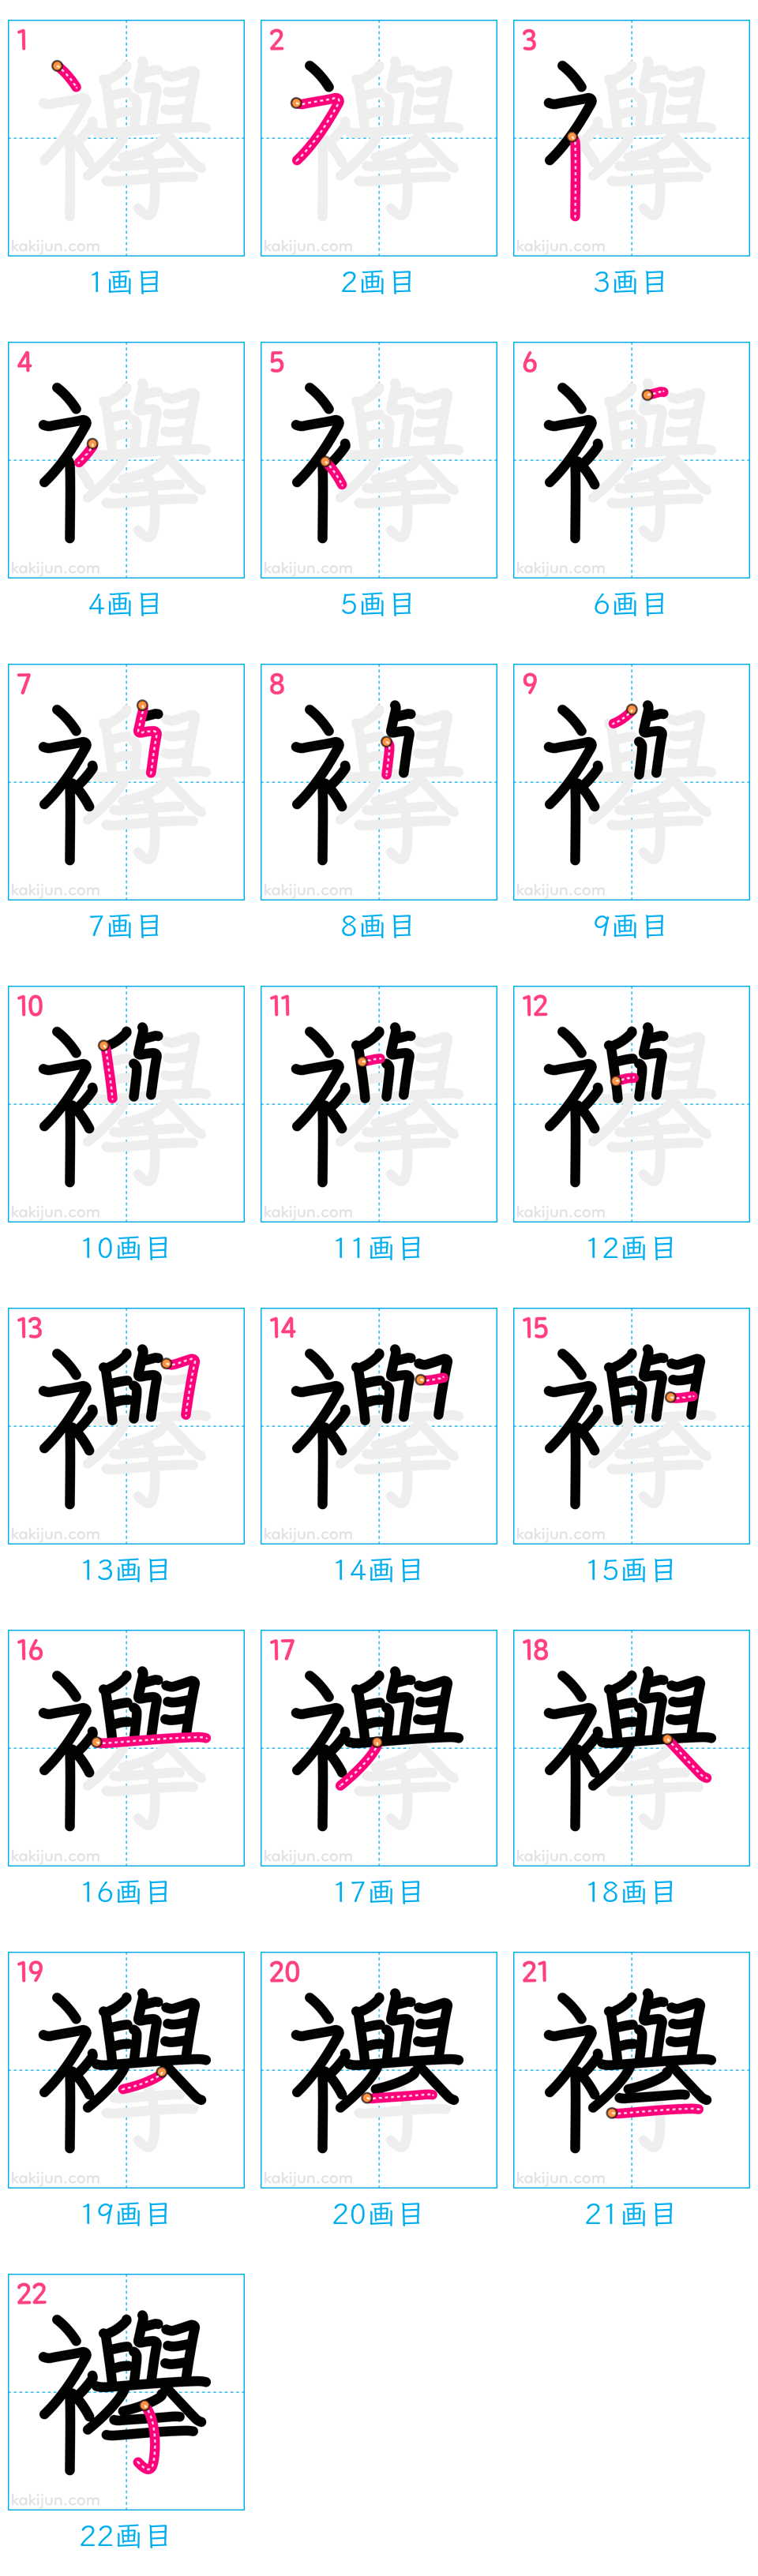 1 2 3
kakijun.com kakijun.com kakijun.com
1画目 2画目 3画目
4 5 6
kakijun.com kakijun.com kakijun.com
4画目 5画目 6画目
7 8 9
kakijun.com kakijun.com kakijun.com
7画目 8画目 9画目
10 11 12
kakijun.com kakijun.com kakijun.com
10画目 11画目 12画目
13 14 15
kakijun.com kakijun.com kakijun.com
13画目 14画目 15画目
16 17 18
kakijun.com kakijun.com kakijun.com
16画目 17画目 18画目
19 20 21
kakijun.com kakijun.com kakijun.com
19画目 20画目 21画目
22
襷
kakijun.com
22画目